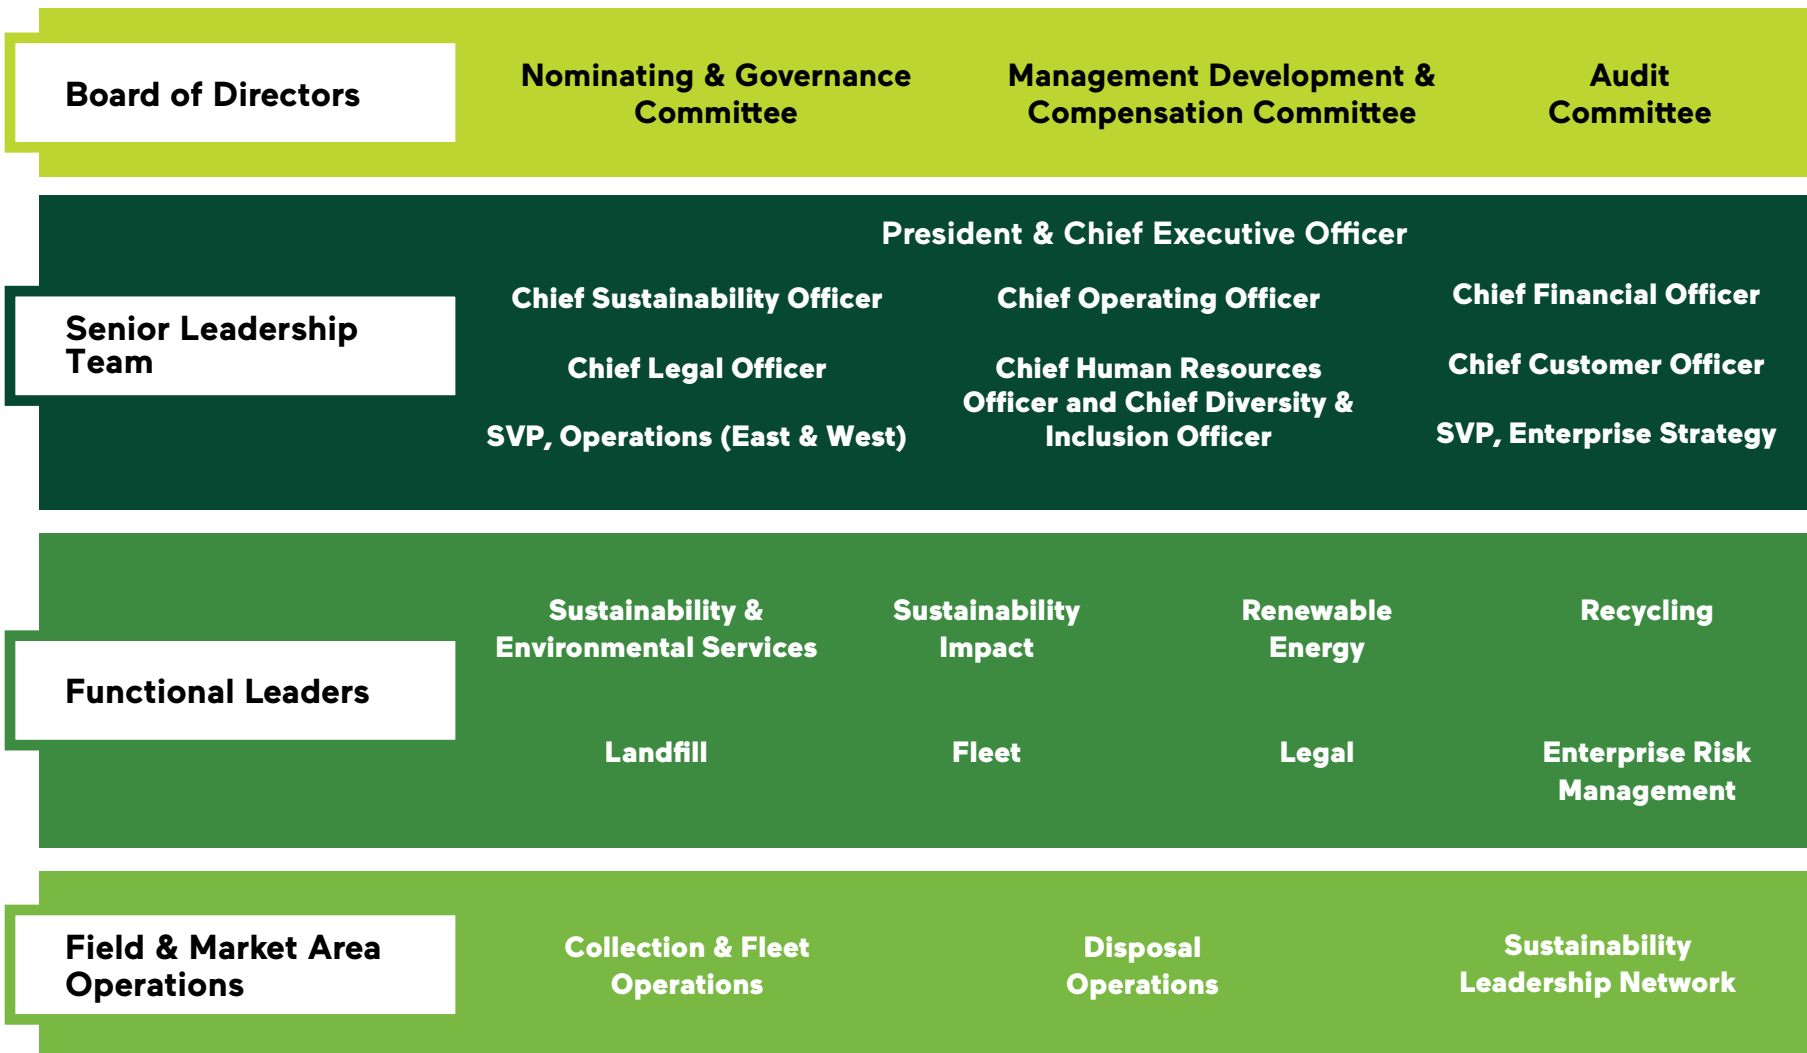 Board of Directors
Nominating & Governance
Committee
Management Development &
Compensation Committee
Audit
Committee
Senior Leadership
Team
President & Chief Executive Officer
Chief Sustainability Officer
Chief Operating Officer
Chief Financial Officer
Chief Legal Officer
Chief Human Resources
Officer and Chief Diversity &
Inclusion Officer
Chief Customer Officer
SVP, Operations (East & West)
SVP, Enterprise Strategy
Functional Leaders
Sustainability &
Environmental Services
Sustainability
Impact
Renewable
Energy
Recycling
Landfill
Fleet
Legal
Enterprise Risk
Management
Field & Market Area
Operations
Collection & Fleet
Operations
Disposal
Operations
Sustainability
Leadership Network